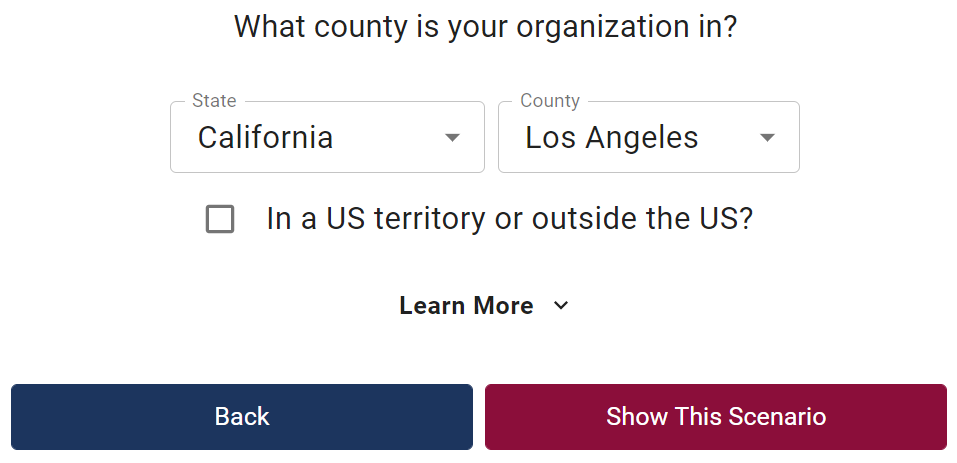 What county is your organization in?
State
County
California
Los Angeles
In a US territory or outside the US?
Learn More
Back
Show This Scenario